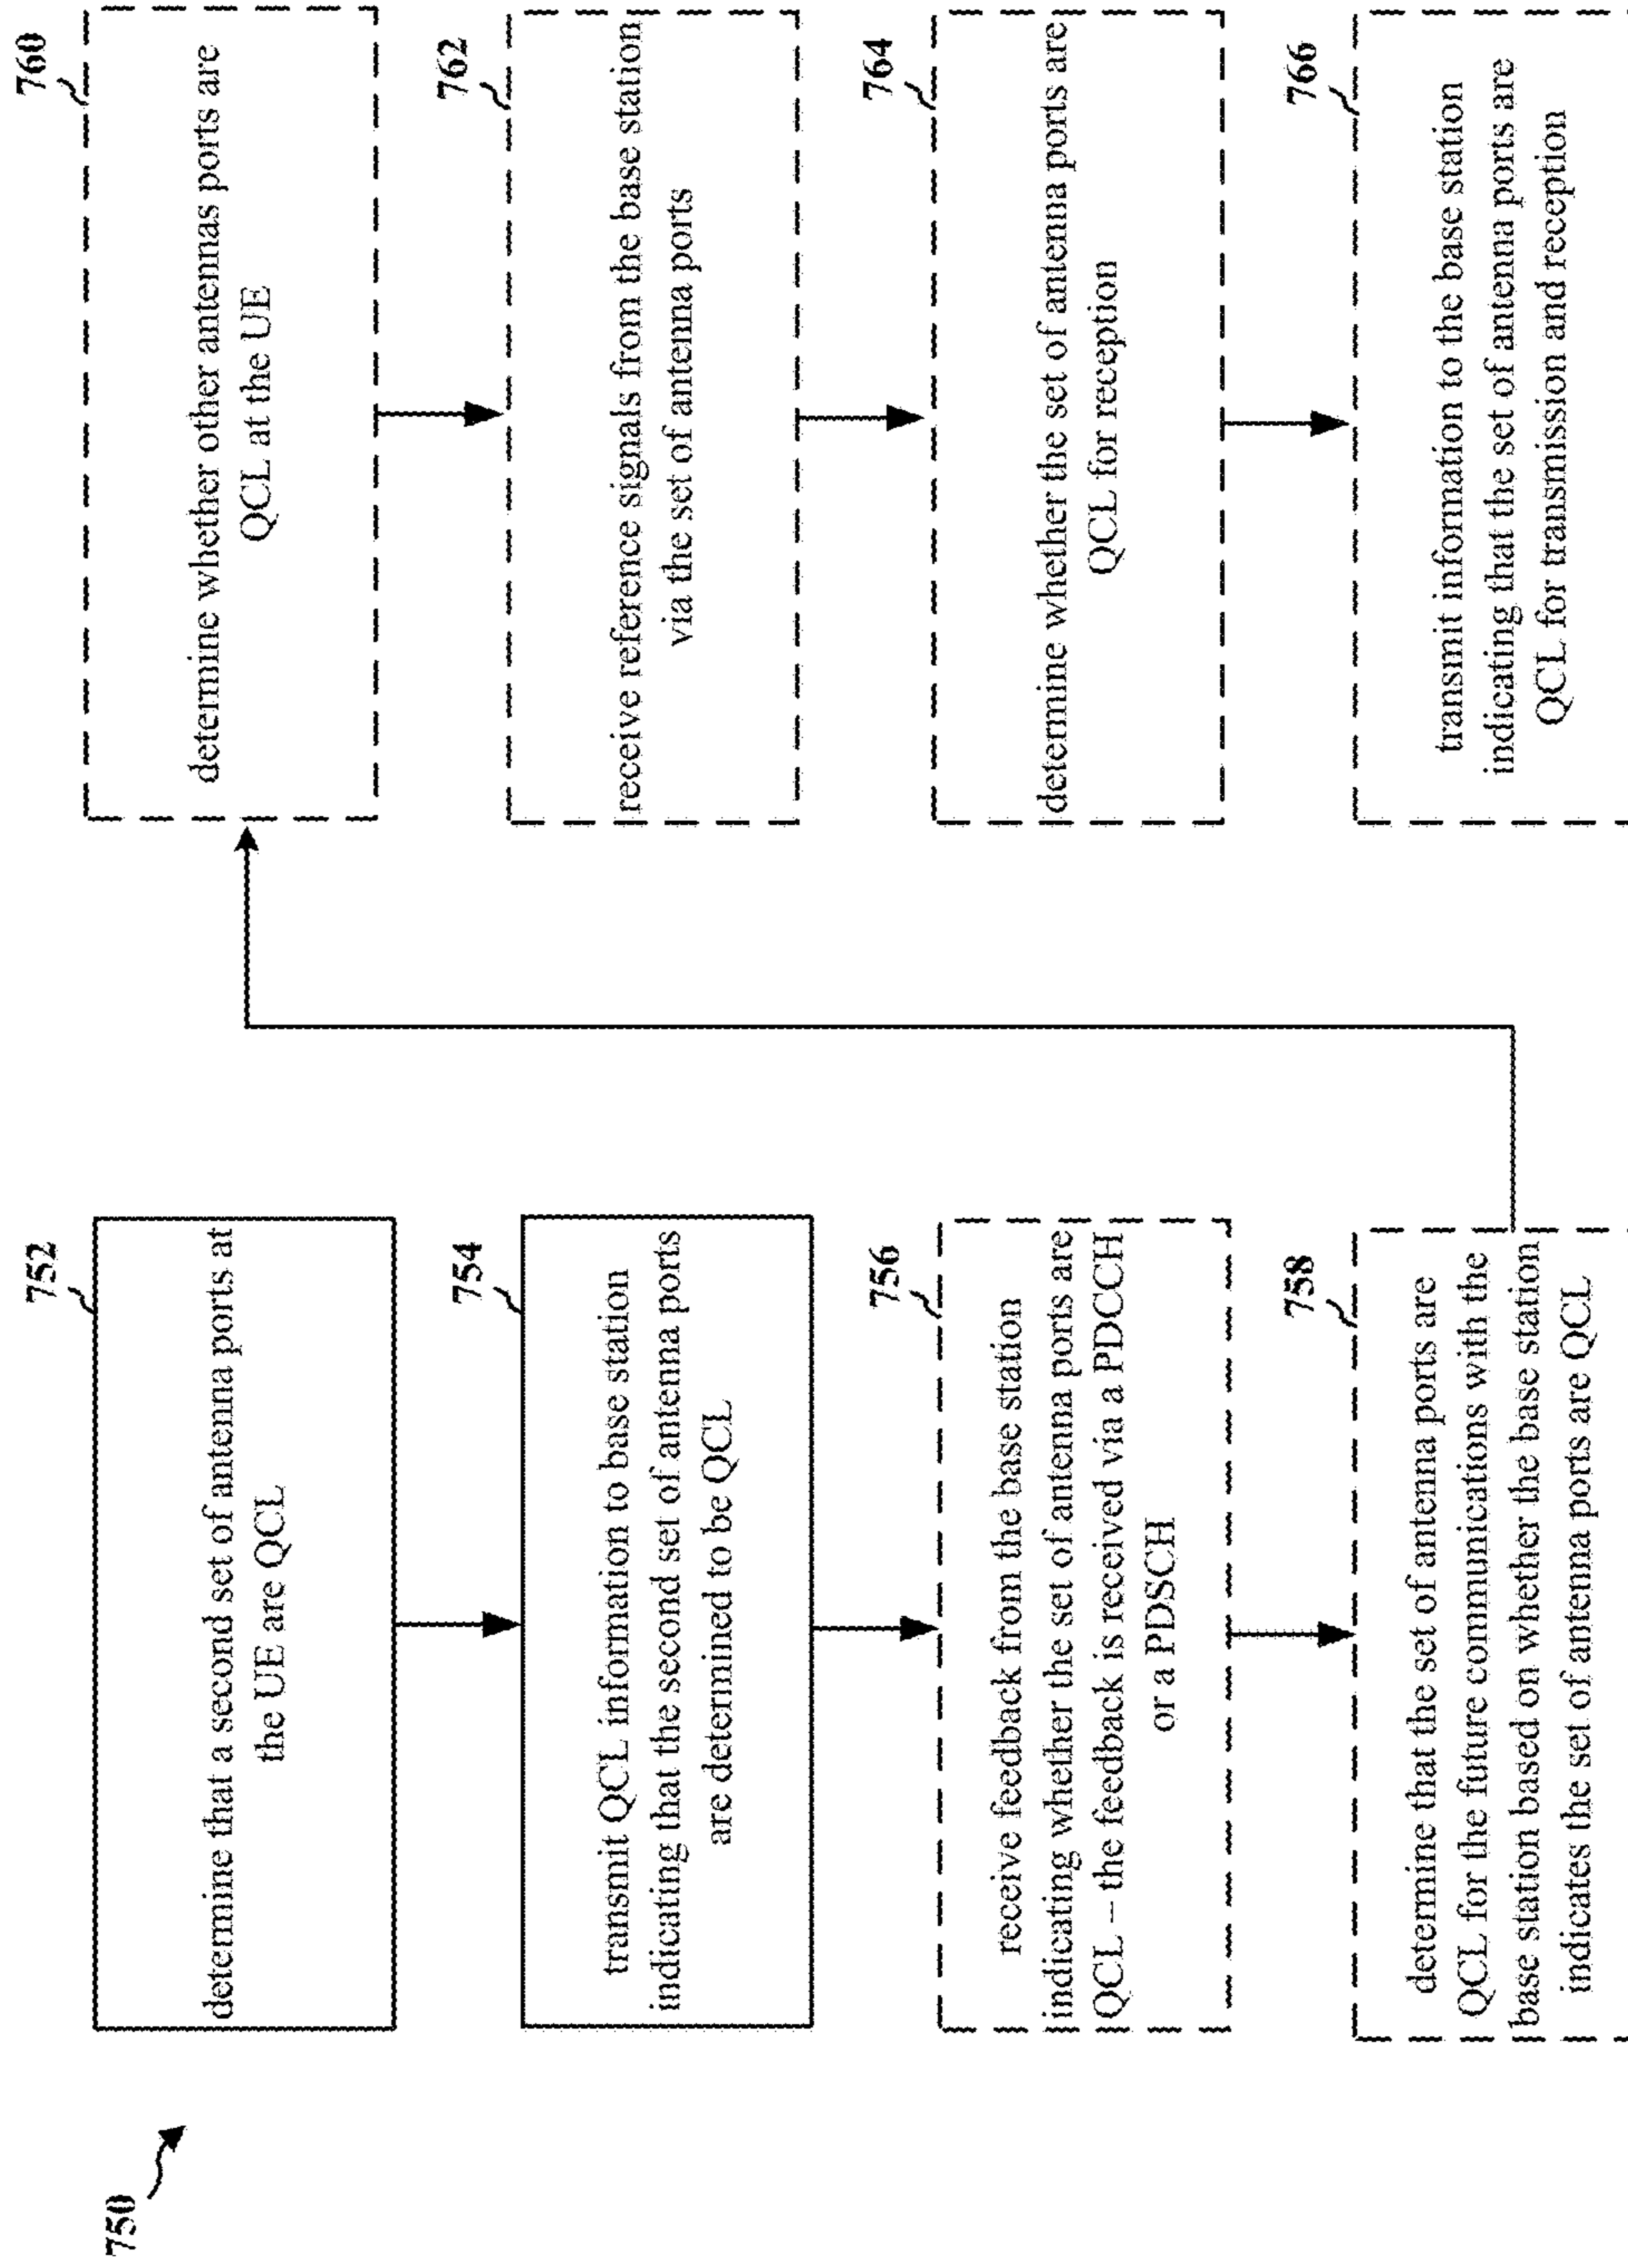 750
752
determine that a second set of antenna ports at
the UE are QCL
754
transmit QCL information to base station
indicating that the second set of antenna ports
are determined to be QCL
756
receive feedback from the base station
indicating whether the set of antenna ports are
QCL – the feedback is received via a PDCCH
or a PDSCH
758
determine that the set of antenna ports are
QCL for the future communications with the
base station based on whether the base station
indicates the set of antenna ports are QCL
760
determine whether other antennas ports are
QCL at the UE
762
receive reference signals from the base station
via the set of antenna ports
764
determine whether the set of antenna ports are
QCL for reception
766
transmit information to the base station
indicating that the set of antenna ports are
QCL for transmission and reception